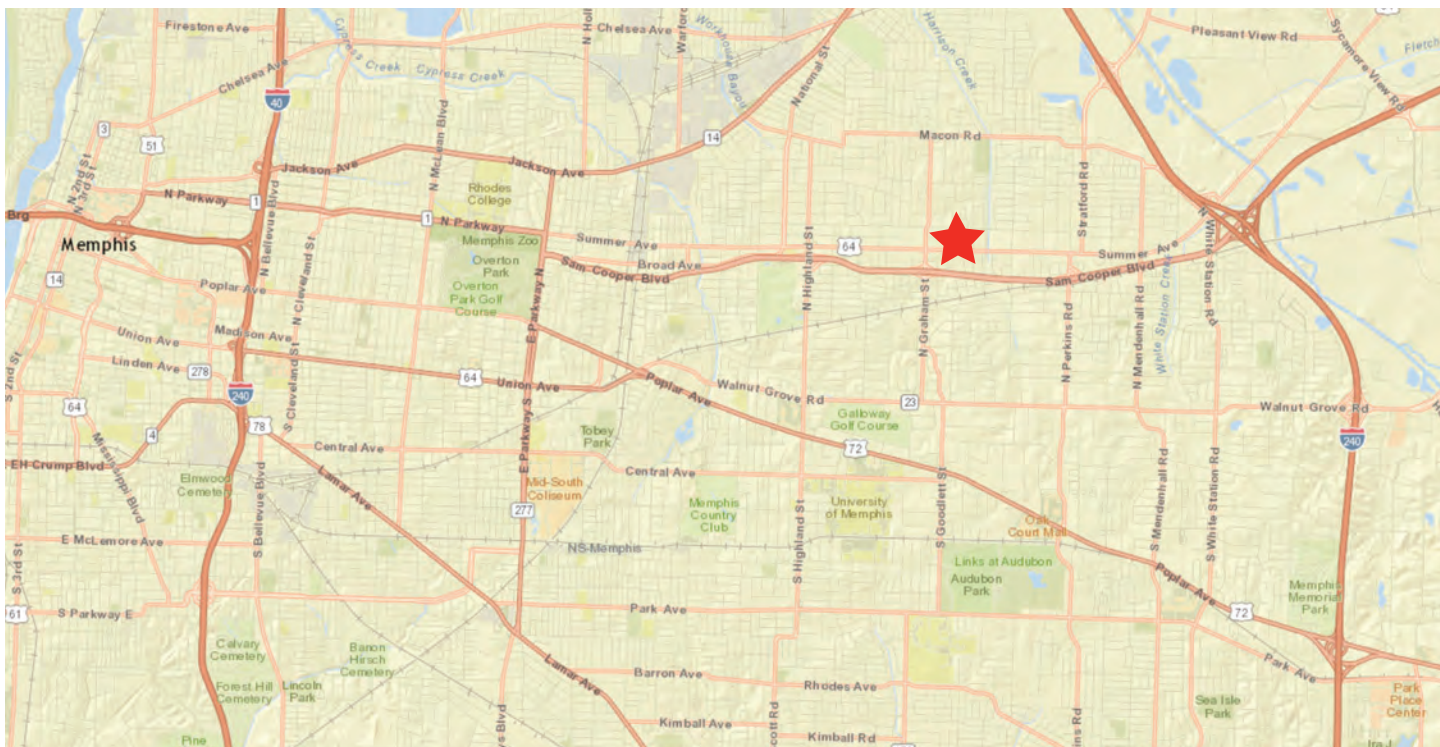 Firestone Ave
Chelsea Ave
Pleasant View Rd
Sycamore View Rd
Cypress Creek
Cypress Creek
Workhouse Bayou
Harrison Creek
National St
Chelsea Ave
40
3
51
14
Macon Rd
N 2nd St
N 3rd St
Jackson Ave
Jackson Ave
N McLean Blvd
Rhodes
College
N Parkway
1
N Bellevue Blvd
1
N Parkway
Memphis Zoo
Summer Ave
64
Summer Ave
Stratford Rd
Brg
Memphis
N Cleveland St
Overton
Park
Broad Ave
Sam Cooper Blvd
Sam Cooper Blvd
N Highland St
N White Station Rd
14
Poplar Ave
Overton
Park Golf
Course
E Parkway N
N Graham St
N Perkins Rd
N Mendenhall Rd
White Station Creek
Union Ave
Madison Ave
Linden Ave
278
64
Union Ave
Poplar Ave
Walnut Grove Rd
23
Walnut Grove Rd
S 2nd St
64
240
S Cleveland St
78
4
Mississippi Blvd
Galloway
Golf Course
240
Tobey
Park
E Parkway S
Central Ave
72
EH Crump Blvd
Elmwood
Cemetery
Lamar Ave
Central Ave
Mid-South
Coliseum
Memphis
Country
Club
University
of Memphis
S Goodlett St
S Mendenhall Rd
S White Station Rd
277
Oak
Court Mall
E McLemore Ave
S Bellevue Blvd
NS-Memphis
S Highland St
Links at Audubon
Audubon
Park
Poplar Ave
Memphis
Memorial
Park
S 3rd St
61
S Parkway E
Park Ave
72
Calvary
Cemetery
Banon
Hirsch
Cemetery
Lamar Ave
Barron Ave
Rhodes Ave
Park Ave
Forest Hill
Cemetery
Lincoln
Park
Sea Isle
Park
Park
Place
Center
Kimball Ave
Kimball Rd
Pine